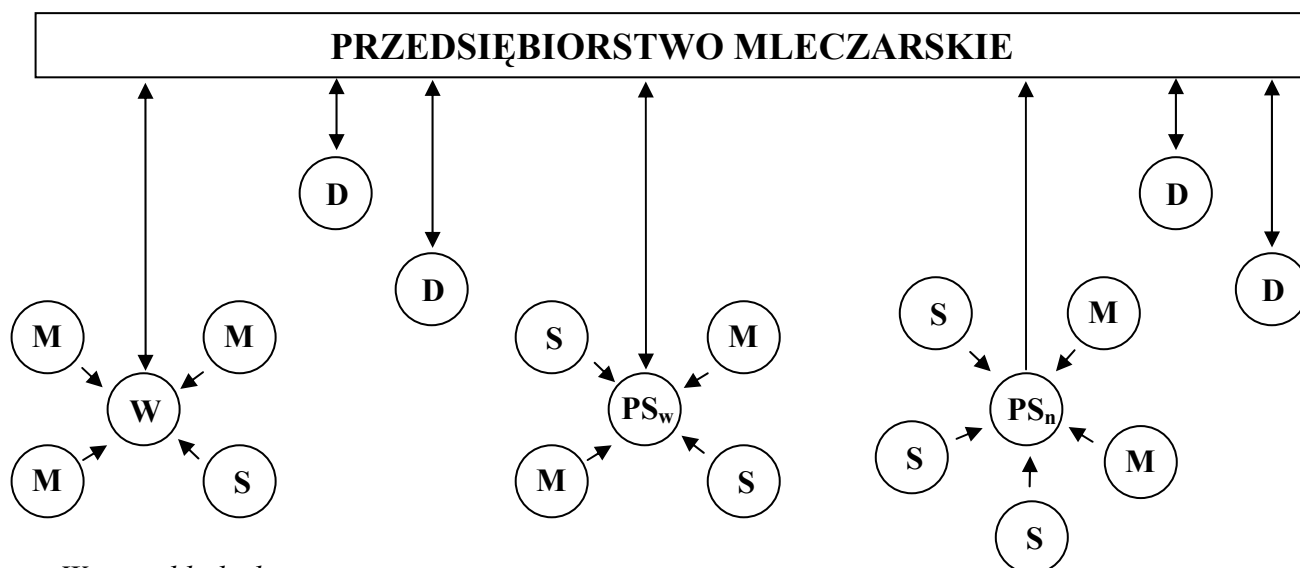 PRZEDSIĘBIORSTWO MLECZARSKIE
D D
D D
S M
M M S M
W PSw PSn
S M
M S M S
S